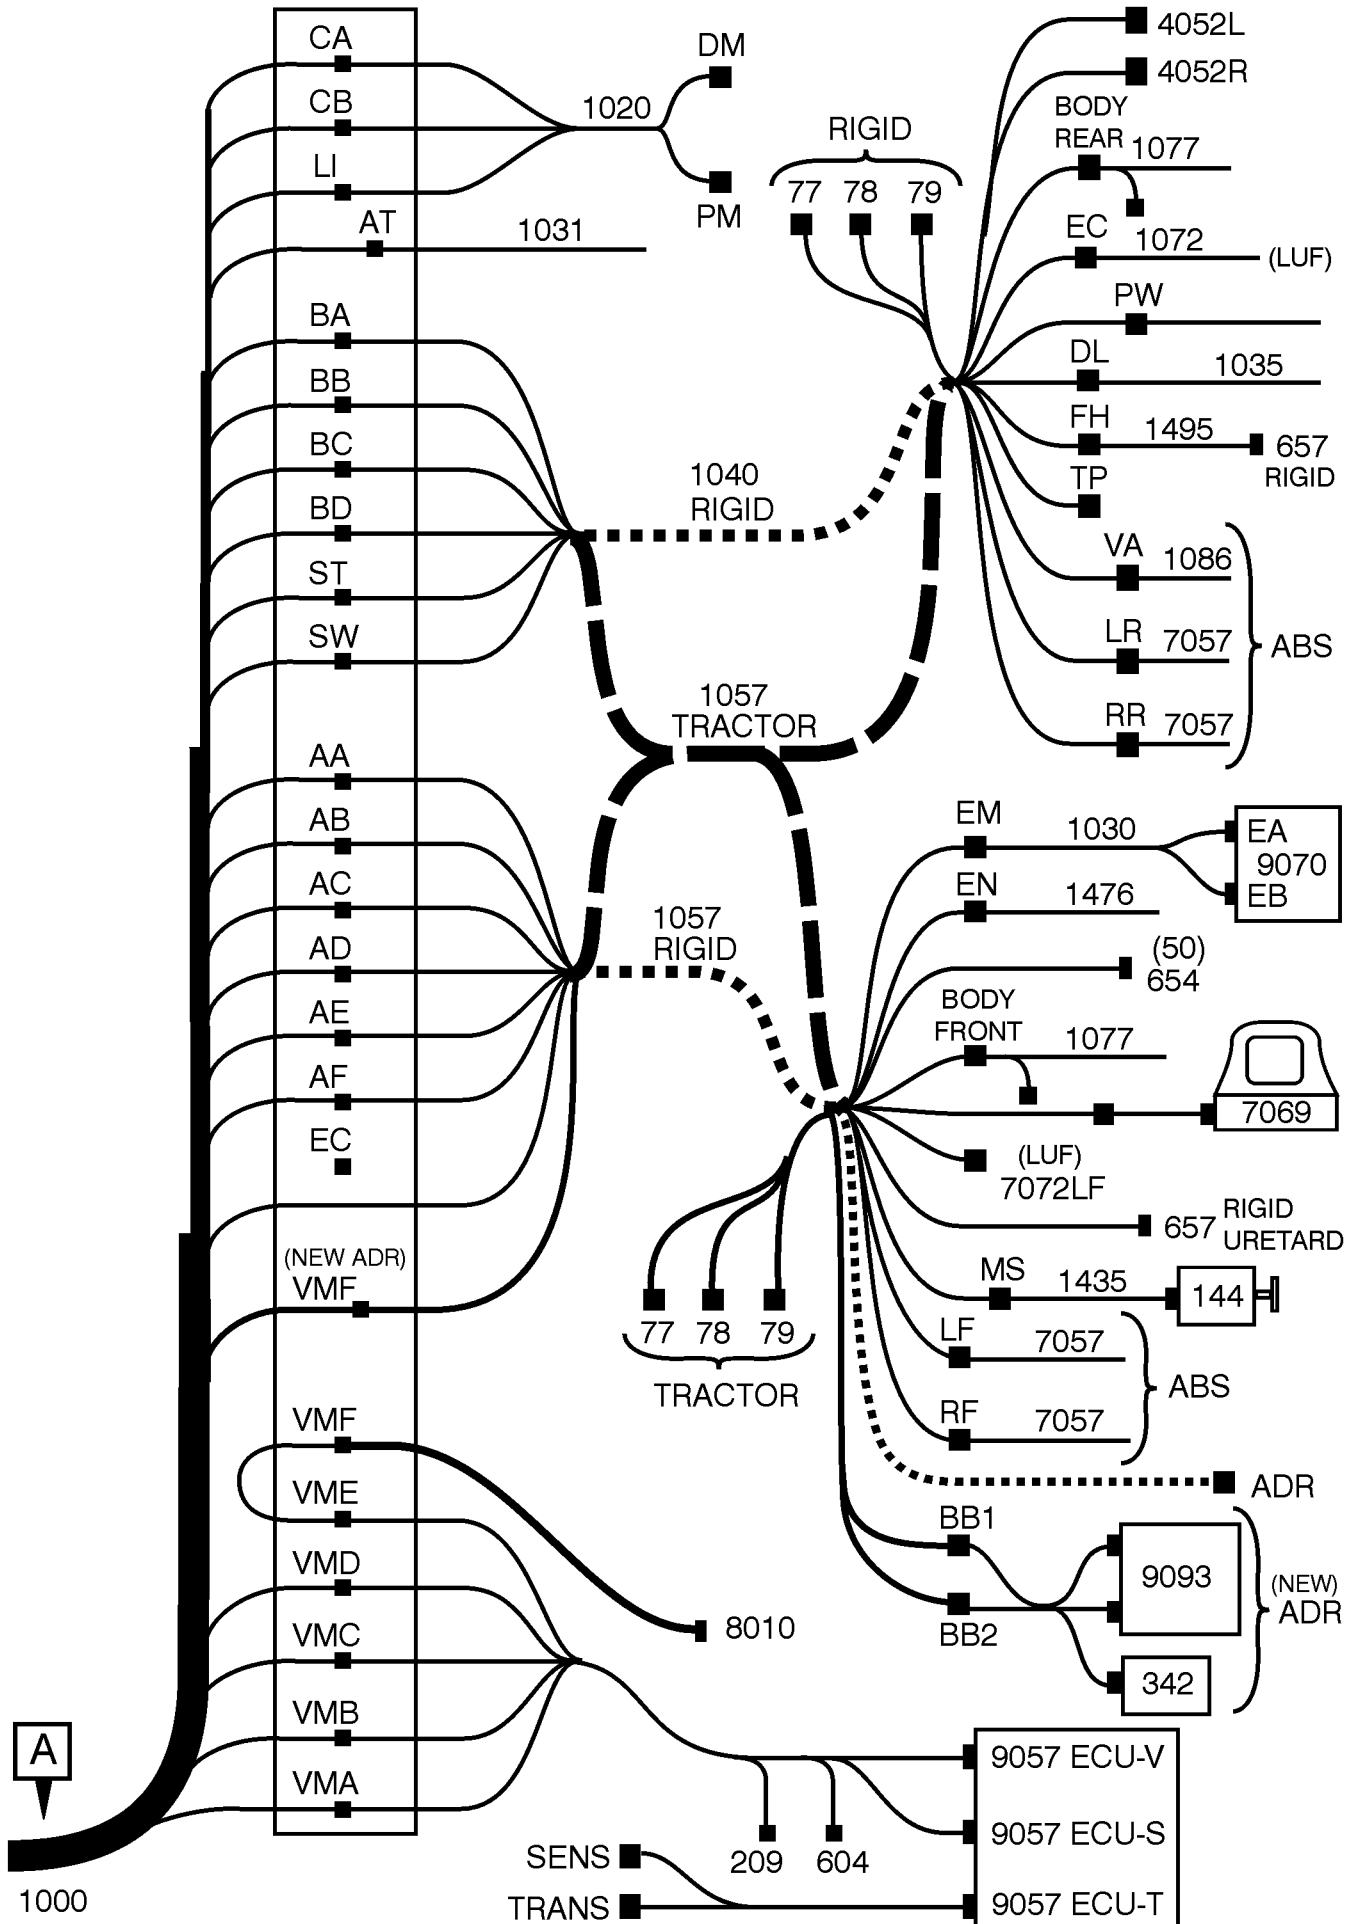 CA
CB
LI
AT
1031
1020
DM
PM
BA
BB
BC
BD
ST
SW
1040
RIGID
1057
TRACTOR
RIGID
77 78 79
4052L
4052R
BODY
REAR
1077
EC
1072
(LUF)
PW
DL
1035
FH
1495
657
RIGID
TP
VA
1086
LR
7057
RR
7057
ABS
AA
AB
AC
AD
AE
AF
EC
(NEW ADR)
VMF
1057
RIGID
EM
1030
EA
9070
EB
EN
1476
(50)
654
BODY
FRONT
1077
7069
(LUF)
7072LF
657
RIGID
URETARD
MS
1435
144
LF
7057
RF
7057
ABS
77 78 79
TRACTOR
ADR
BB1
BB2
9093
342
(NEW)
ADR
VMF
VME
VMD
VMC
VMB
VMA
8010
209
604
9057 ECU-V
9057 ECU-S
9057 ECU-T
SENS
TRANS
A
1000